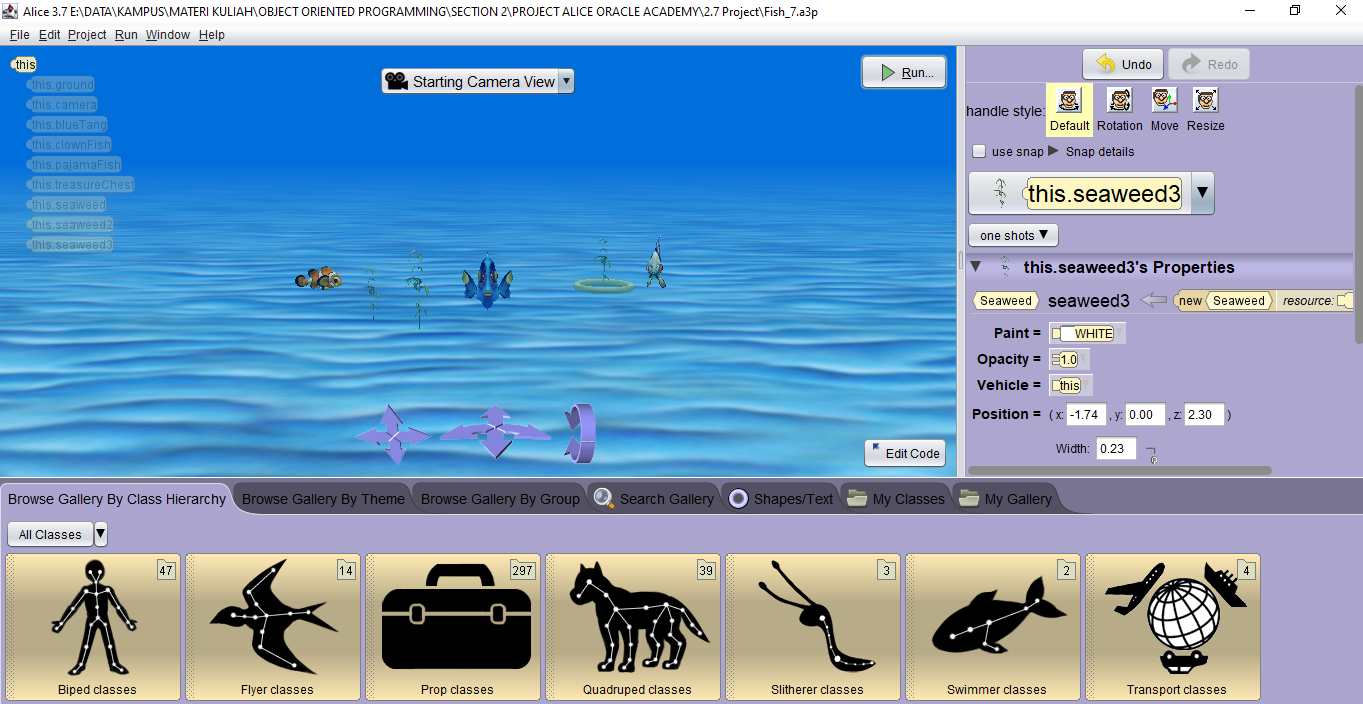 Alice 3.7 E:\DATA\KAMPUS\MATERI KULIAH\OBJECT ORIENTED PROGRAMMING\SECTION 2\PROJECT ALICE ORACLE ACADEMY\2.7 Project\Fish_7.a3p
File Edit Project Run Window Help
this
this.ground
this.camera
this.blueTang
this.clownFish
this.pajamaFish
this.treasureChest
this.seaweed
this.seaweed2
this.seaweed3
Starting Camera View
Run...
Edit Code
Undo Redo
handle style: Default Rotation Move Resize
use snap Snap details
this.seaweed3
one shots
this.seaweed3's Properties
Seaweed seaweed3 new Seaweed resource:
Paint = WHITE
Opacity = 1.0
Vehicle = this
Position = ( x: -1.74 , y: 0.00 , z: 2.30 )
Width: 0.23
Browse Gallery By Class Hierarchy Browse Gallery By Theme Browse Gallery By Group Search Gallery Shapes/Text My Classes My Gallery
All Classes
47 14 297 39 3 2 4
Biped classes Flyer classes Prop classes Quadruped classes Slitherer classes Swimmer classes Transport classes